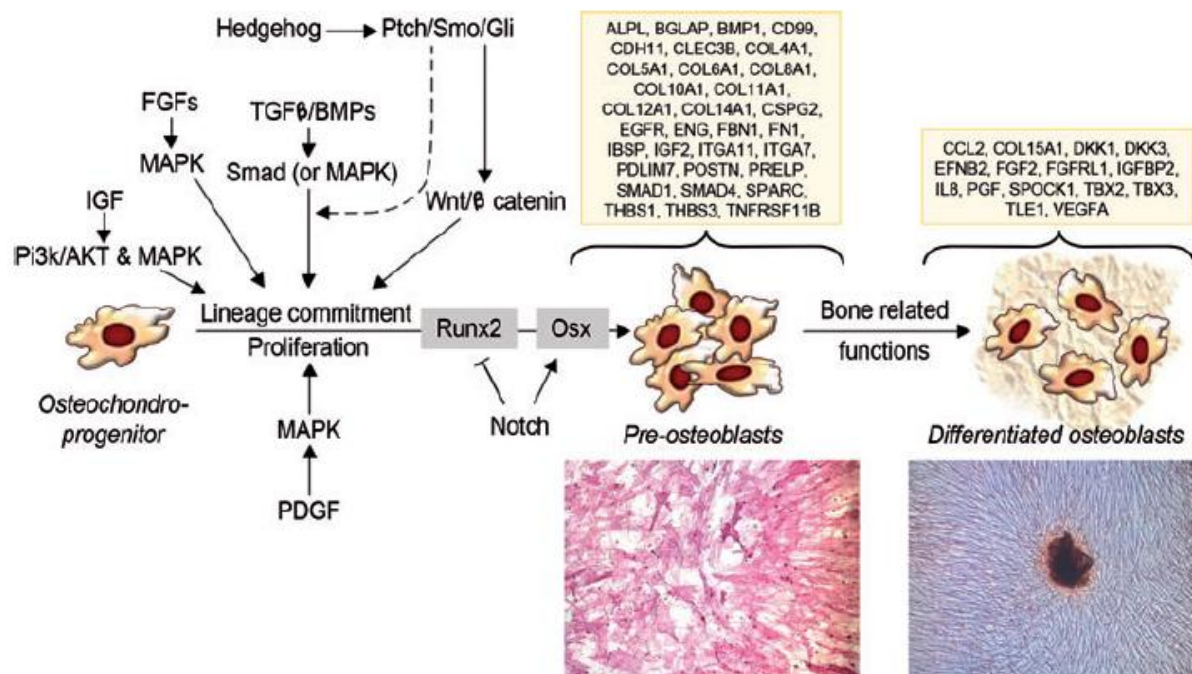 Hedgehog
Ptch/Smo/Gli
FGFs
MAPK
TGFβ/BMPs
Smad (or MAPK)
IGF
Pi3k/AKT & MAPK
Wnt/β catenin
ALPL, BGLAP, BMP1, CD99,
CDH11, CLEC3B, COL4A1,
COL5A1, COL6A1, COL8A1,
COL10A1, COL11A1,
COL12A1, COL14A1, CSPG2,
EGFR, ENG, FBN1, FN1,
IBSP, IGF2, ITGA11, ITGA7,
PDLIM7, POSTN, PRELP,
SMAD1, SMAD4, SPARC,
THBS1, THBS3, TNFRSF11B
CCL2, COL15A1, DKK1, DKK3,
EFNB2, FGF2, FGFRL1, IGFBP2,
IL8, PGF, SPOCK1, TBX2, TBX3,
TLE1, VEGFA
Lineage commitment
Proliferation
Runx2
Osx
Bone related
functions
Osteochondro-
progenitor
MAPK
PDGF
Notch
Pre-osteoblasts
Differentiated osteoblasts